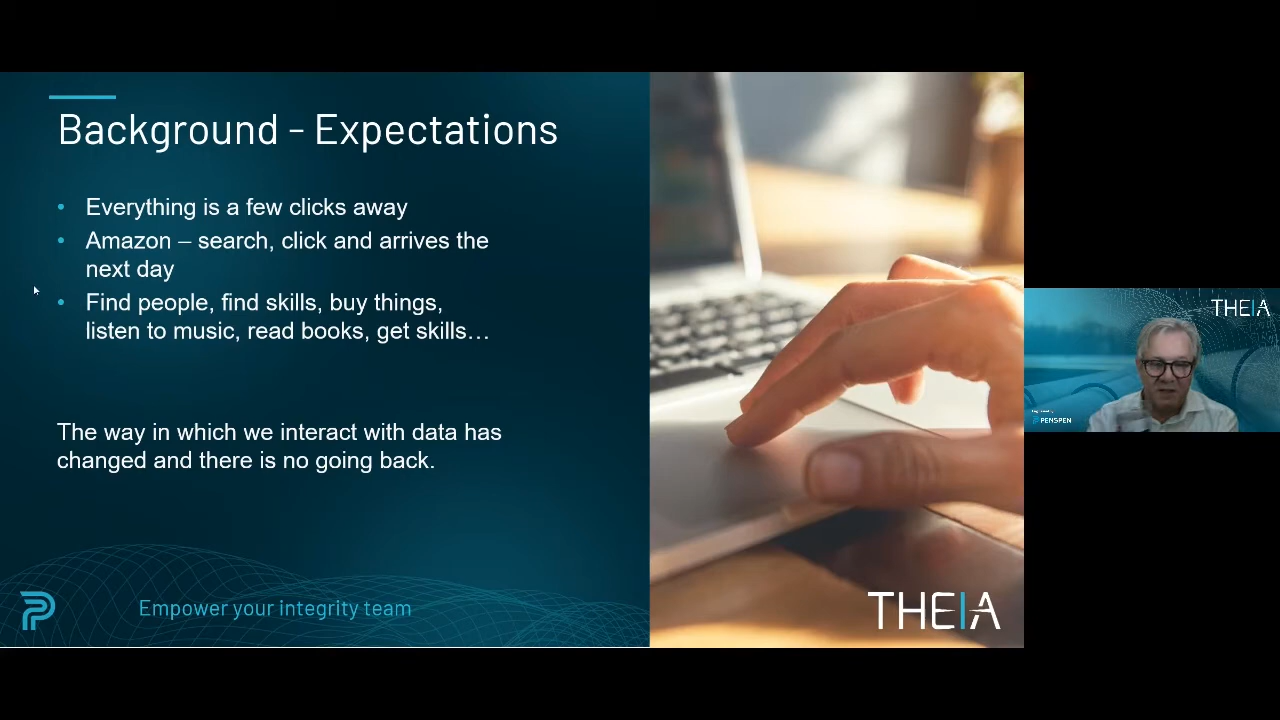 Background - Expectations
• Everything is a few clicks away
• Amazon – search, click and arrives the
next day
• Find people, find skills, buy things,
listen to music, read books, get skills…
The way in which we interact with data has
changed and there is no going back.
Empower your integrity team
THEIA
THEIA
PENSPEN